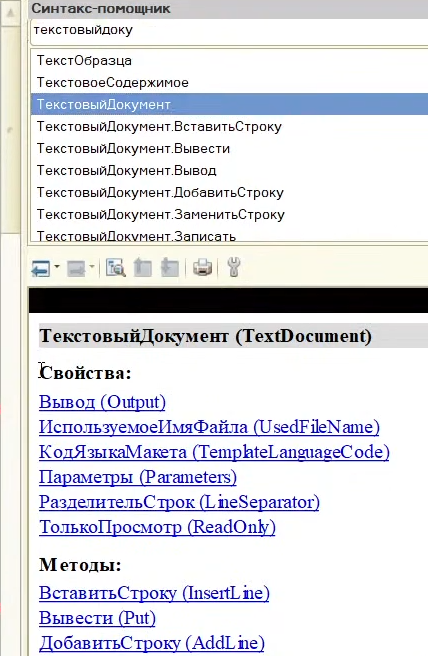 Синтакс-помощник
текстовыйдоку
ТекстОбразца
ТекстовоеСодержимое
ТекстовыйДокумент
ТекстовыйДокумент.ВставитьСтроку
ТекстовыйДокумент.Вывести
ТекстовыйДокумент.Вывод
ТекстовыйДокумент.ДобавитьСтроку
ТекстовыйДокумент.ЗаменитьСтроку
ТекстовыйДокумент.Записать
ТекстовыйДокумент (TextDocument)
Свойства:
Вывод (Output)
ИспользуемоеИмяФайла (UsedFileName)
КодЯзыкаМакета (TemplateLanguageCode)
Параметры (Parameters)
РазделительСтрок (LineSeparator)
ТолькоПросмотр (ReadOnly)
Методы:
ВставитьСтроку (InsertLine)
Вывести (Put)
ДобавитьСтроку (AddLine)